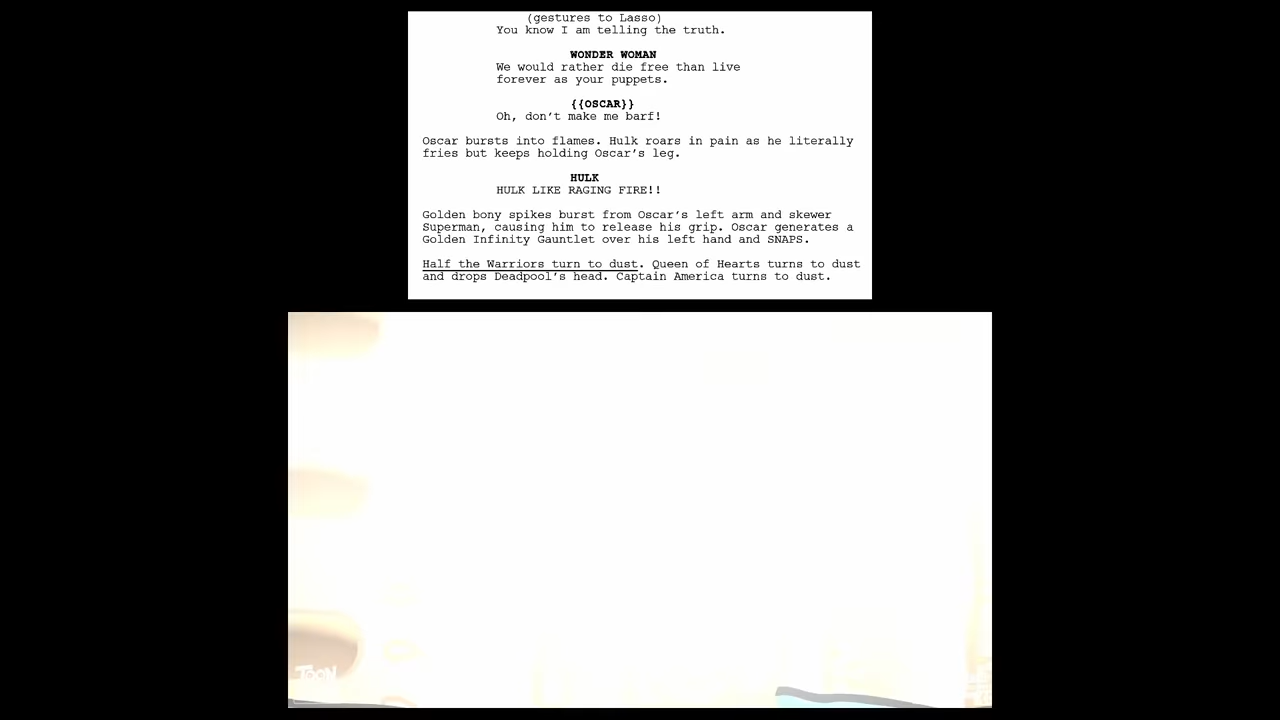 (gestures to Lasso)
You know I am telling the truth.
WONDER WOMAN
We would rather die free than live
forever as your puppets.
{{OSCAR}}
Oh, don't make me barf!
Oscar bursts into flames. Hulk roars in pain as he literally
fries but keeps holding Oscar's leg.
HULK
HULK LIKE RAGING FIRE!!
Golden bony spikes burst from Oscar's left arm and skewer
Superman, causing him to release his grip. Oscar generates a
Golden Infinity Gauntlet over his left hand and SNAPS.
Half the Warriors turn to dust. Queen of Hearts turns to dust
and drops Deadpool's head. Captain America turns to dust.
TOON